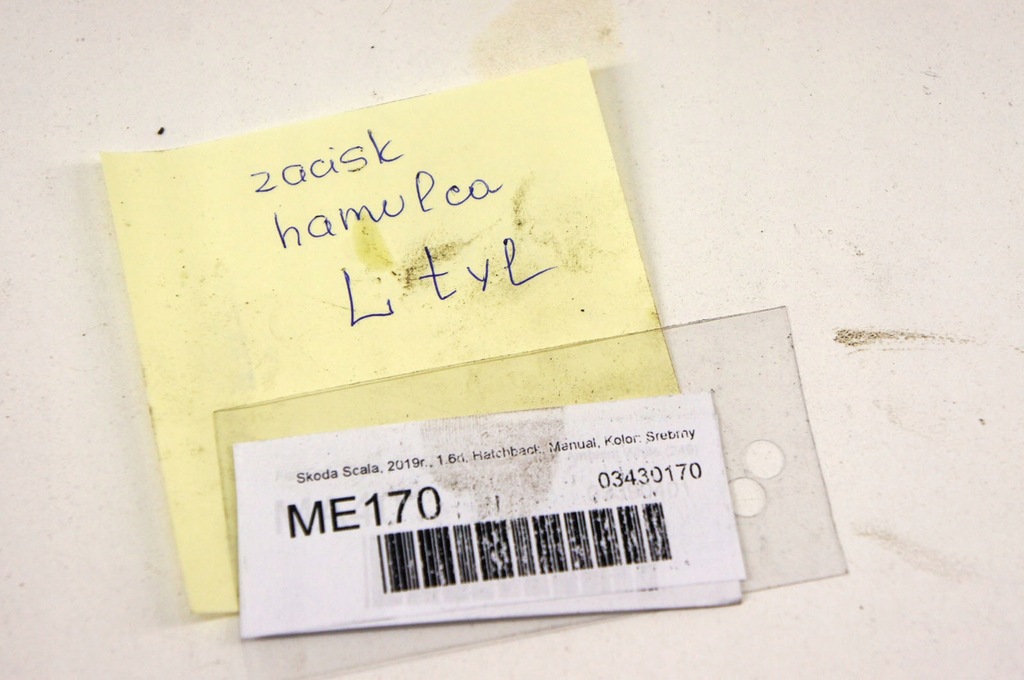 zacisk
hamulca
L tył
Skoda Scala, 2019r., 1.6d, Hatchback, Manual, Kolor: Srebrny
03430170
ME170